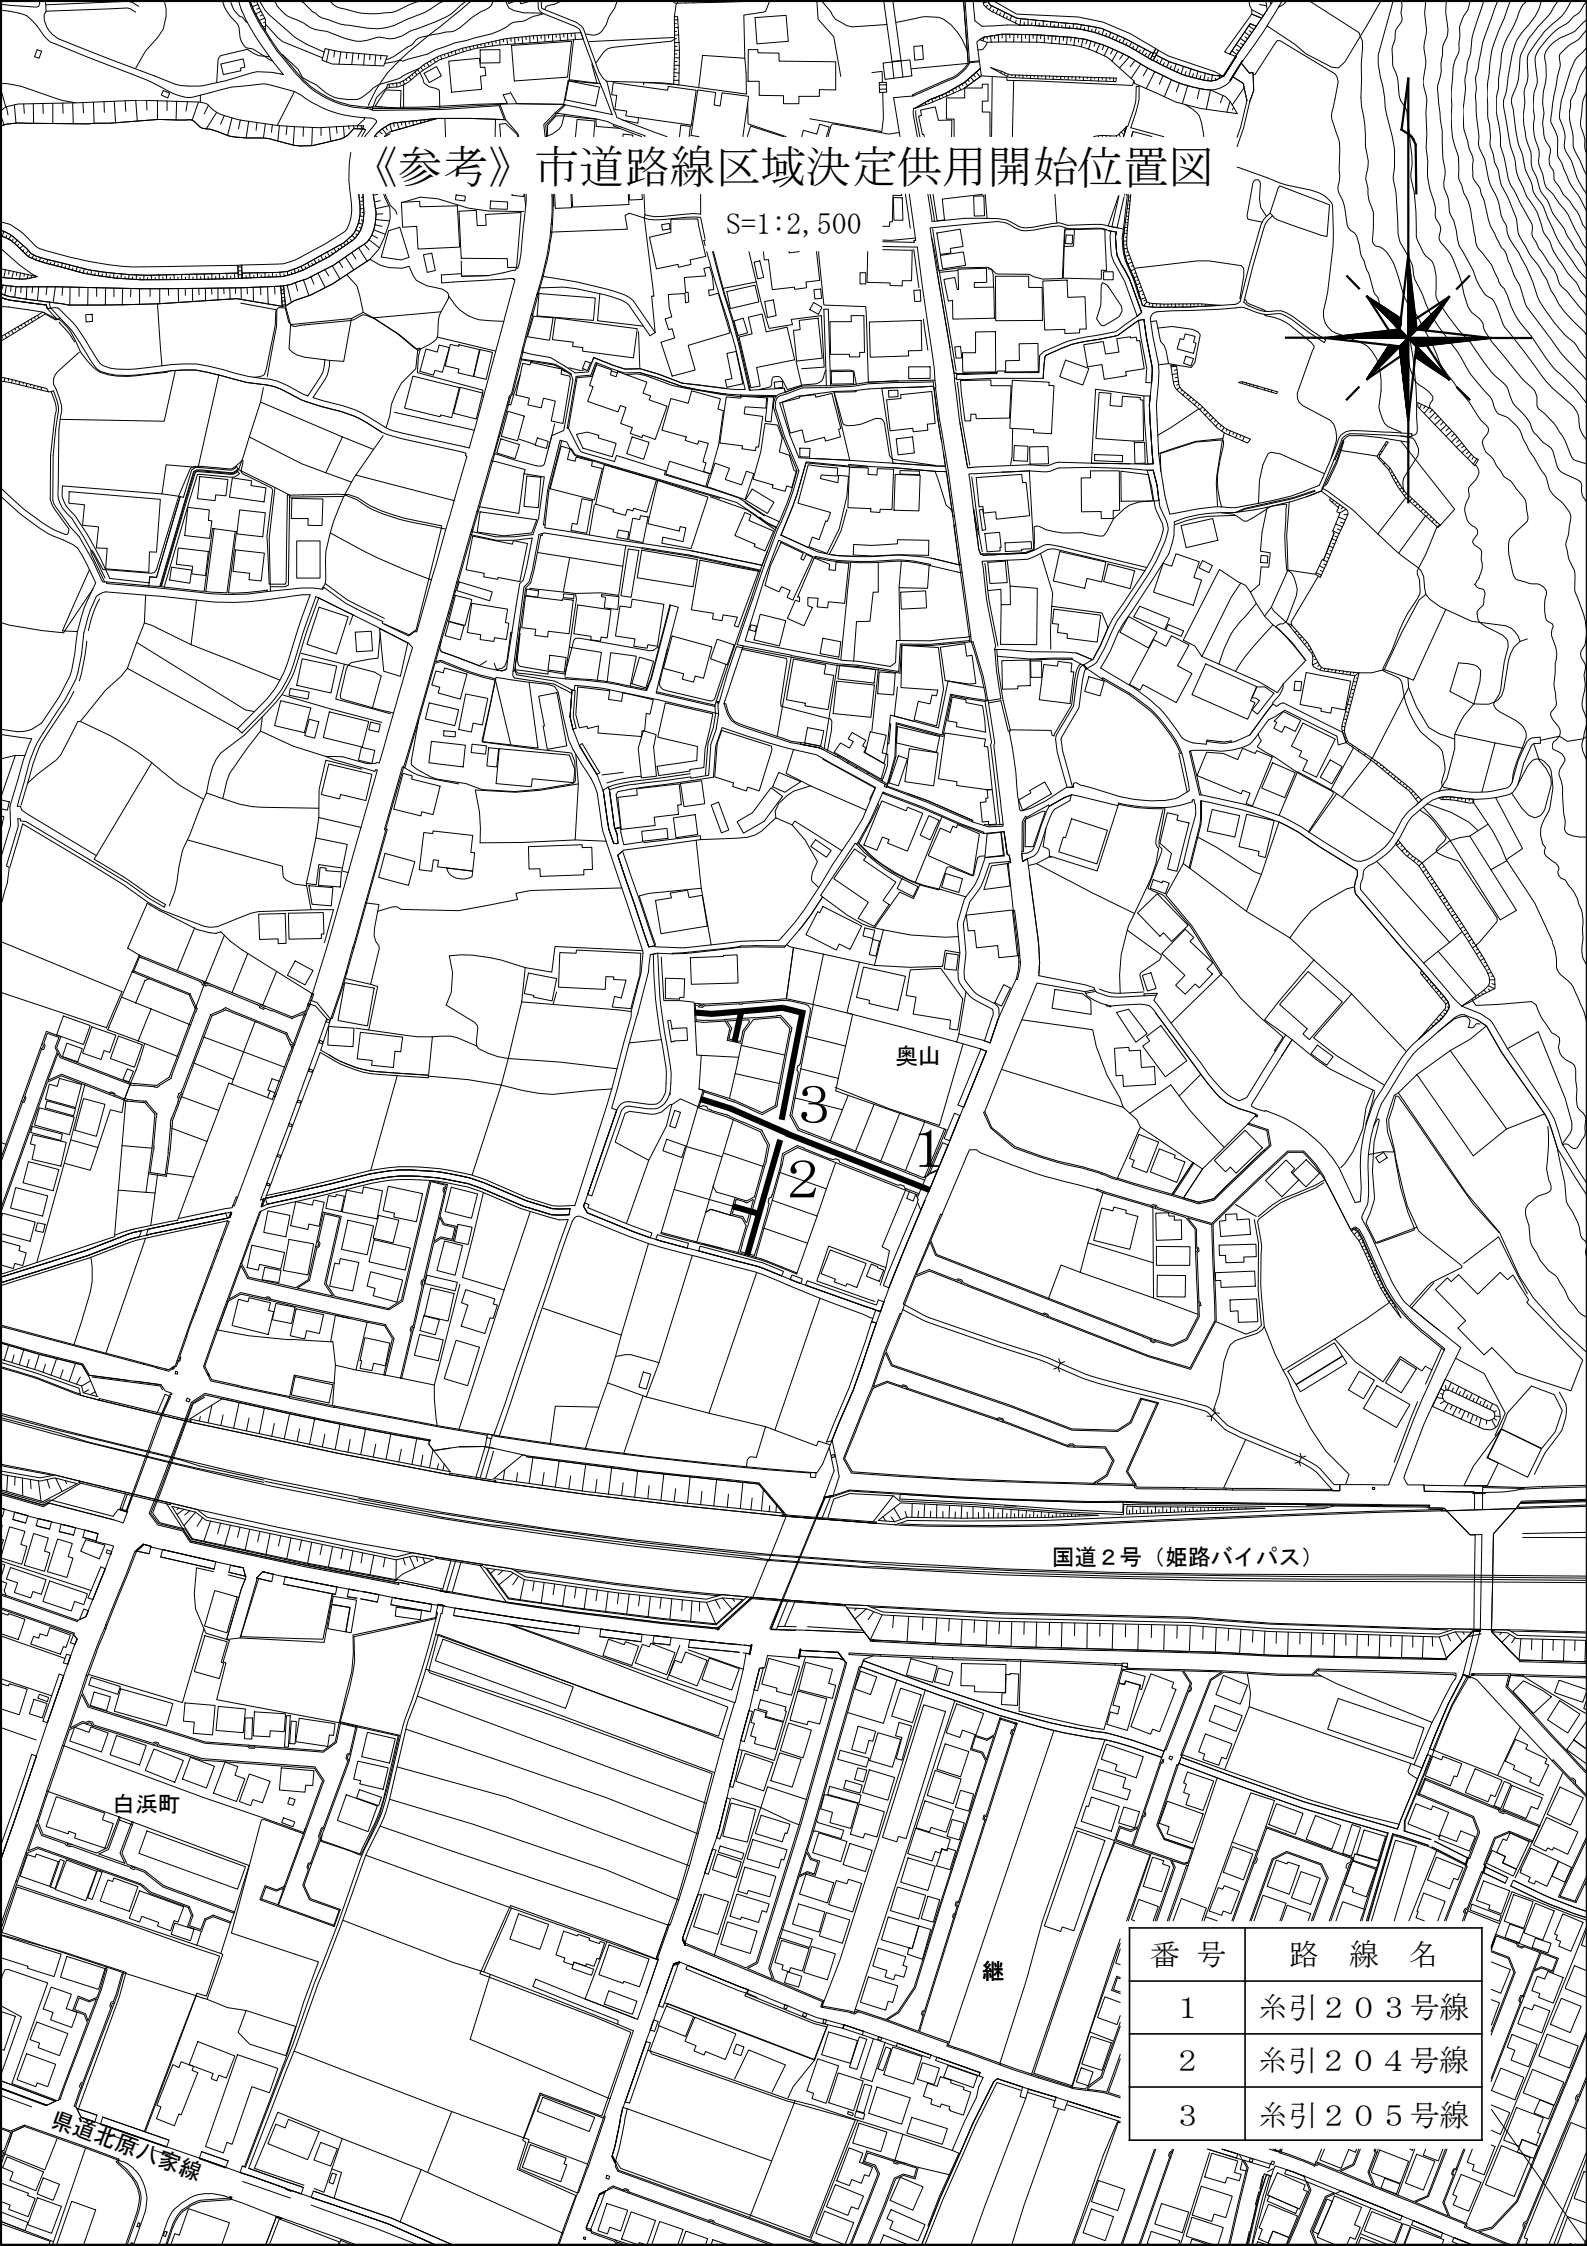 《参考》市道路線区域決定供用開始位置図
S=1:2,500
奥山
3
1
2
国道２号（姫路バイパス）
白浜町
継
県道北原八家線
番号 路線名
1 糸引２０３号線
2 糸引２０４号線
3 糸引２０５号線